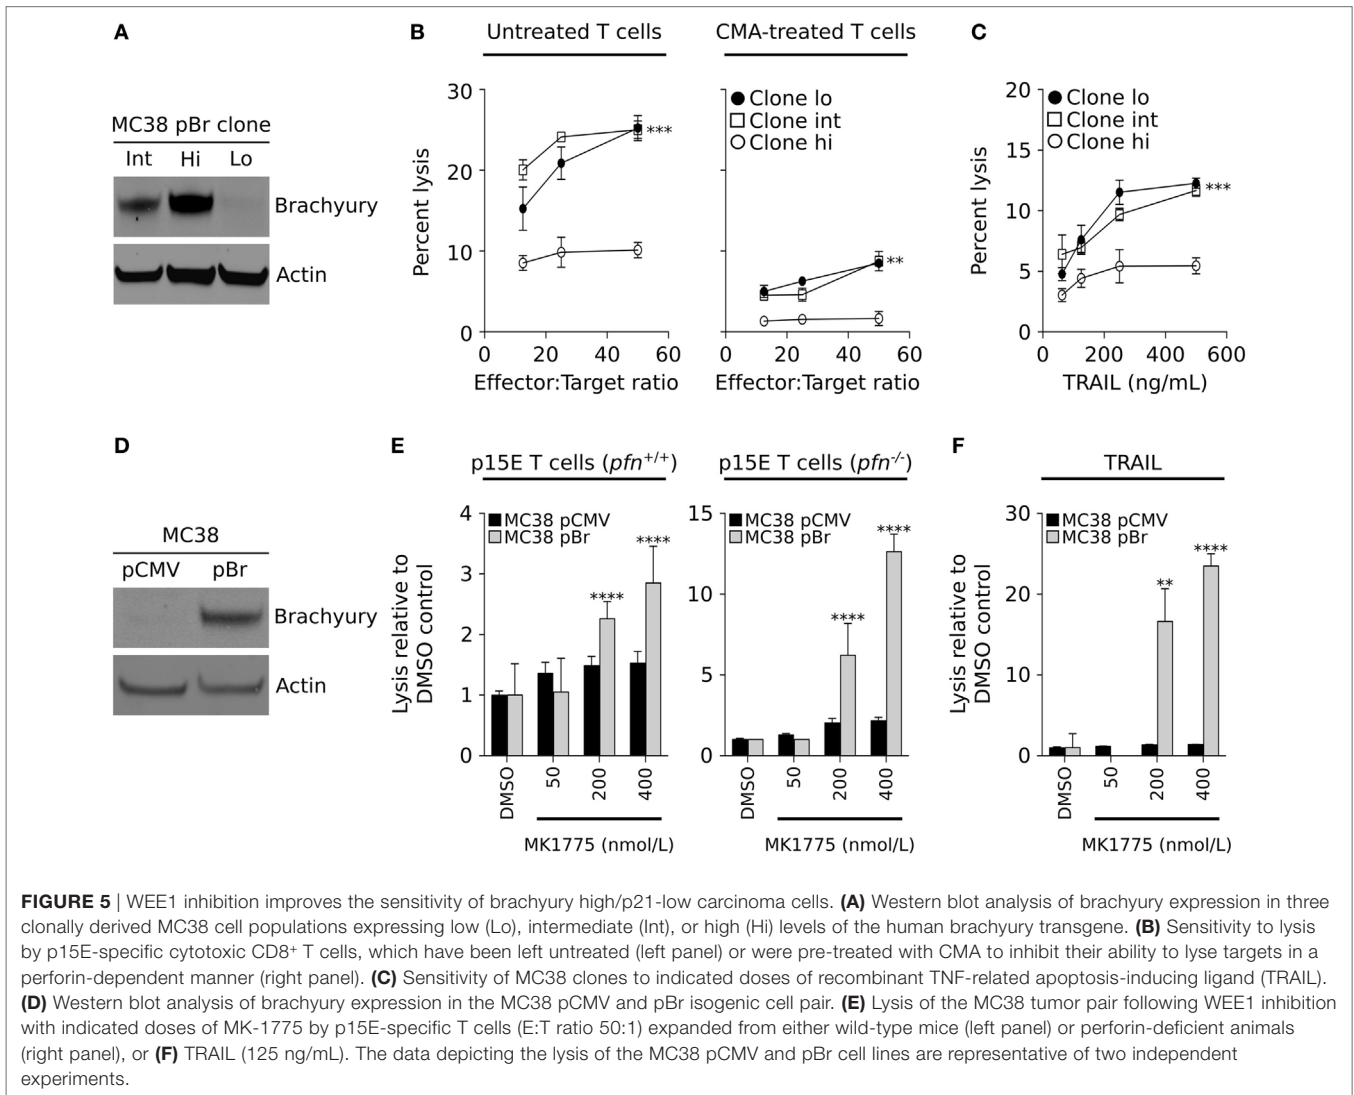 A
MC38 pBr clone
Int Hi Lo
Brachyury
Actin
B
Untreated T cells
Percent lysis
30
20
10
0
0 20 40 60
Effector:Target ratio
***
CMA-treated T cells
Clone lo
Clone int
Clone hi
**
0 20 40 60
Effector:Target ratio
C
Percent lysis
20
15
10
5
0
Clone lo
Clone int
Clone hi
***
0 200 400 600
TRAIL (ng/mL)
D
MC38
pCMV pBr
Brachyury
Actin
E
p15E T cells (pfn+/+)
Lysis relative to
DMSO control
4
3
2
1
0
MC38 pCMV
MC38 pBr
****
****
DMSO 50 200 400
MK1775 (nmol/L)
p15E T cells (pfn-/-)
15
10
5
0
MC38 pCMV
MC38 pBr
****
****
DMSO 50 200 400
MK1775 (nmol/L)
F
TRAIL
Lysis relative to
DMSO control
30
20
10
0
MC38 pCMV
MC38 pBr
**
****
DMSO 50 200 400
MK1775 (nmol/L)
FIGURE 5 | WEE1 inhibition improves the sensitivity of brachyury high/p21-low carcinoma cells. (A) Western blot analysis of brachyury expression in three
clonally derived MC38 cell populations expressing low (Lo), intermediate (Int), or high (Hi) levels of the human brachyury transgene. (B) Sensitivity to lysis
by p15E-specific cytotoxic CD8+ T cells, which have been left untreated (left panel) or were pre-treated with CMA to inhibit their ability to lyse targets in a
perforin-dependent manner (right panel). (C) Sensitivity of MC38 clones to indicated doses of recombinant TNF-related apoptosis-inducing ligand (TRAIL).
(D) Western blot analysis of brachyury expression in the MC38 pCMV and pBr isogenic cell pair. (E) Lysis of the MC38 tumor pair following WEE1 inhibition
with indicated doses of MK-1775 by p15E-specific T cells (E:T ratio 50:1) expanded from either wild-type mice (left panel) or perforin-deficient animals
(right panel), or (F) TRAIL (125 ng/mL). The data depicting the lysis of the MC38 pCMV and pBr cell lines are representative of two independent
experiments.